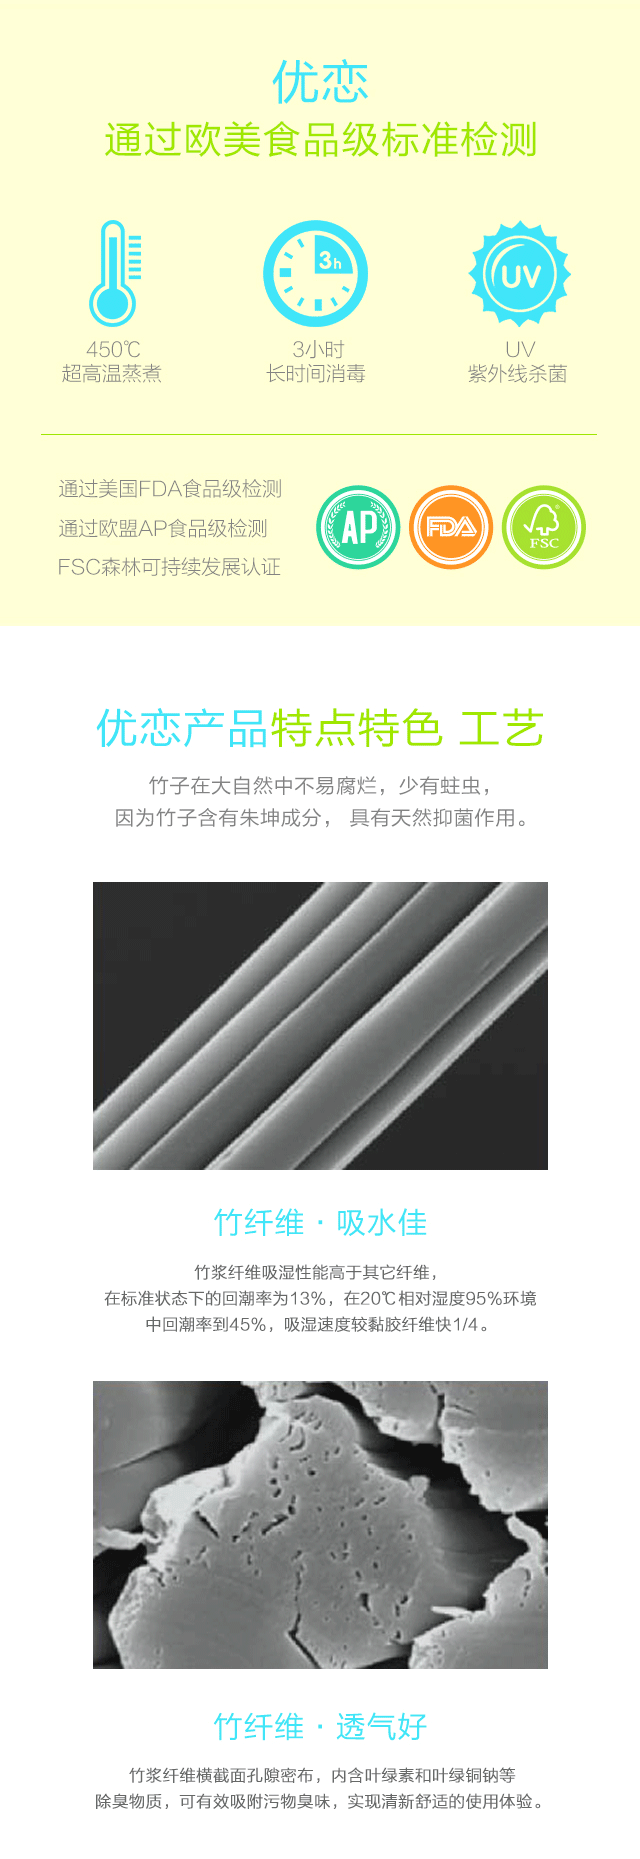 优恋
通过欧美食品级标准检测
3h
UV
450℃
3小时
UV
超高温蒸煮
长时间消毒
紫外线杀菌
通过美国FDA食品级检测
通过欧盟AP食品级检测
FSC森林可持续发展认证
AP
FDA
FSC
优恋产品特点特色 工艺
竹子在大自然中不易腐烂，少有蛀虫，
因为竹子含有朱坤成分， 具有天然抑菌作用。
竹纤维 · 吸水佳
竹浆纤维吸湿性能高于其它纤维，
在标准状态下的回潮率为13%，在20℃相对湿度95%环境
中回潮率到45%，吸湿速度较黏胶纤维快1/4。
竹纤维 · 透气好
竹浆纤维横截面孔隙密布，内含叶绿素和叶绿铜钠等
除臭物质，可有效吸附污物臭味，实现清新舒适的使用体验。